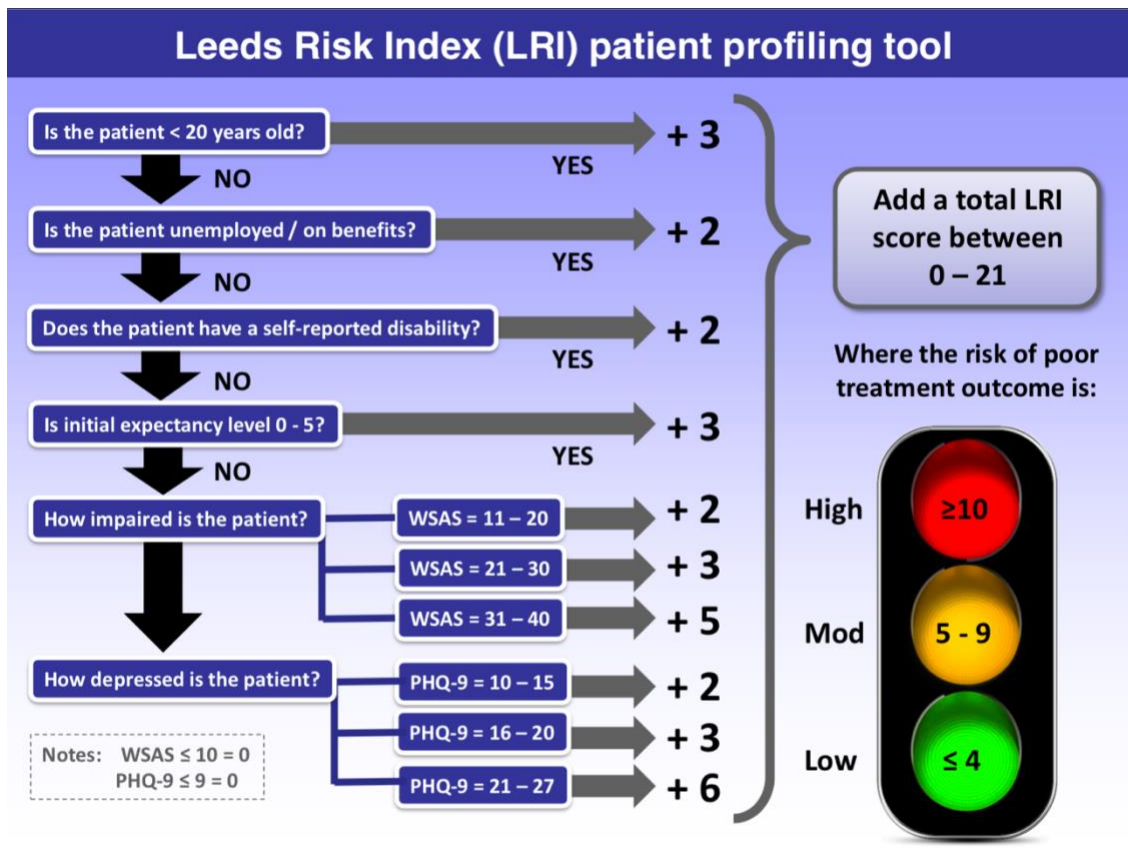 Leeds Risk Index (LRI) patient profiling tool
Is the patient < 20 years old?
YES
+ 3
NO
Is the patient unemployed / on benefits?
YES
+ 2
NO
Does the patient have a self-reported disability?
YES
+ 2
NO
Is initial expectancy level 0 - 5?
YES
+ 3
NO
How impaired is the patient?
WSAS = 11 – 20
+ 2
WSAS = 21 – 30
+ 3
WSAS = 31 – 40
+ 5
How depressed is the patient?
PHQ-9 = 10 – 15
+ 2
PHQ-9 = 16 – 20
+ 3
PHQ-9 = 21 – 27
+ 6
Notes: WSAS ≤ 10 = 0
PHQ-9 ≤ 9 = 0
Add a total LRI
score between
0 – 21
Where the risk of poor
treatment outcome is:
High
≥10
Mod
5 - 9
Low
≤ 4